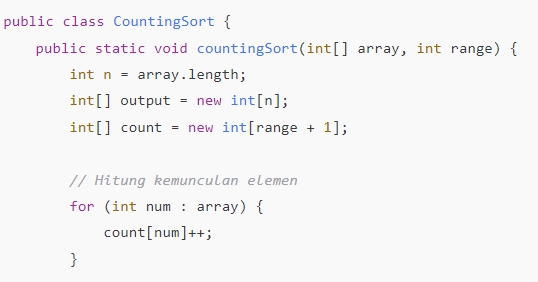 public class CountingSort {
    public static void countingSort(int[] array, int range) {
        int n = array.length;
        int[] output = new int[n];
        int[] count = new int[range + 1];

        // Hitung kemunculan elemen
        for (int num : array) {
            count[num]++;
        }